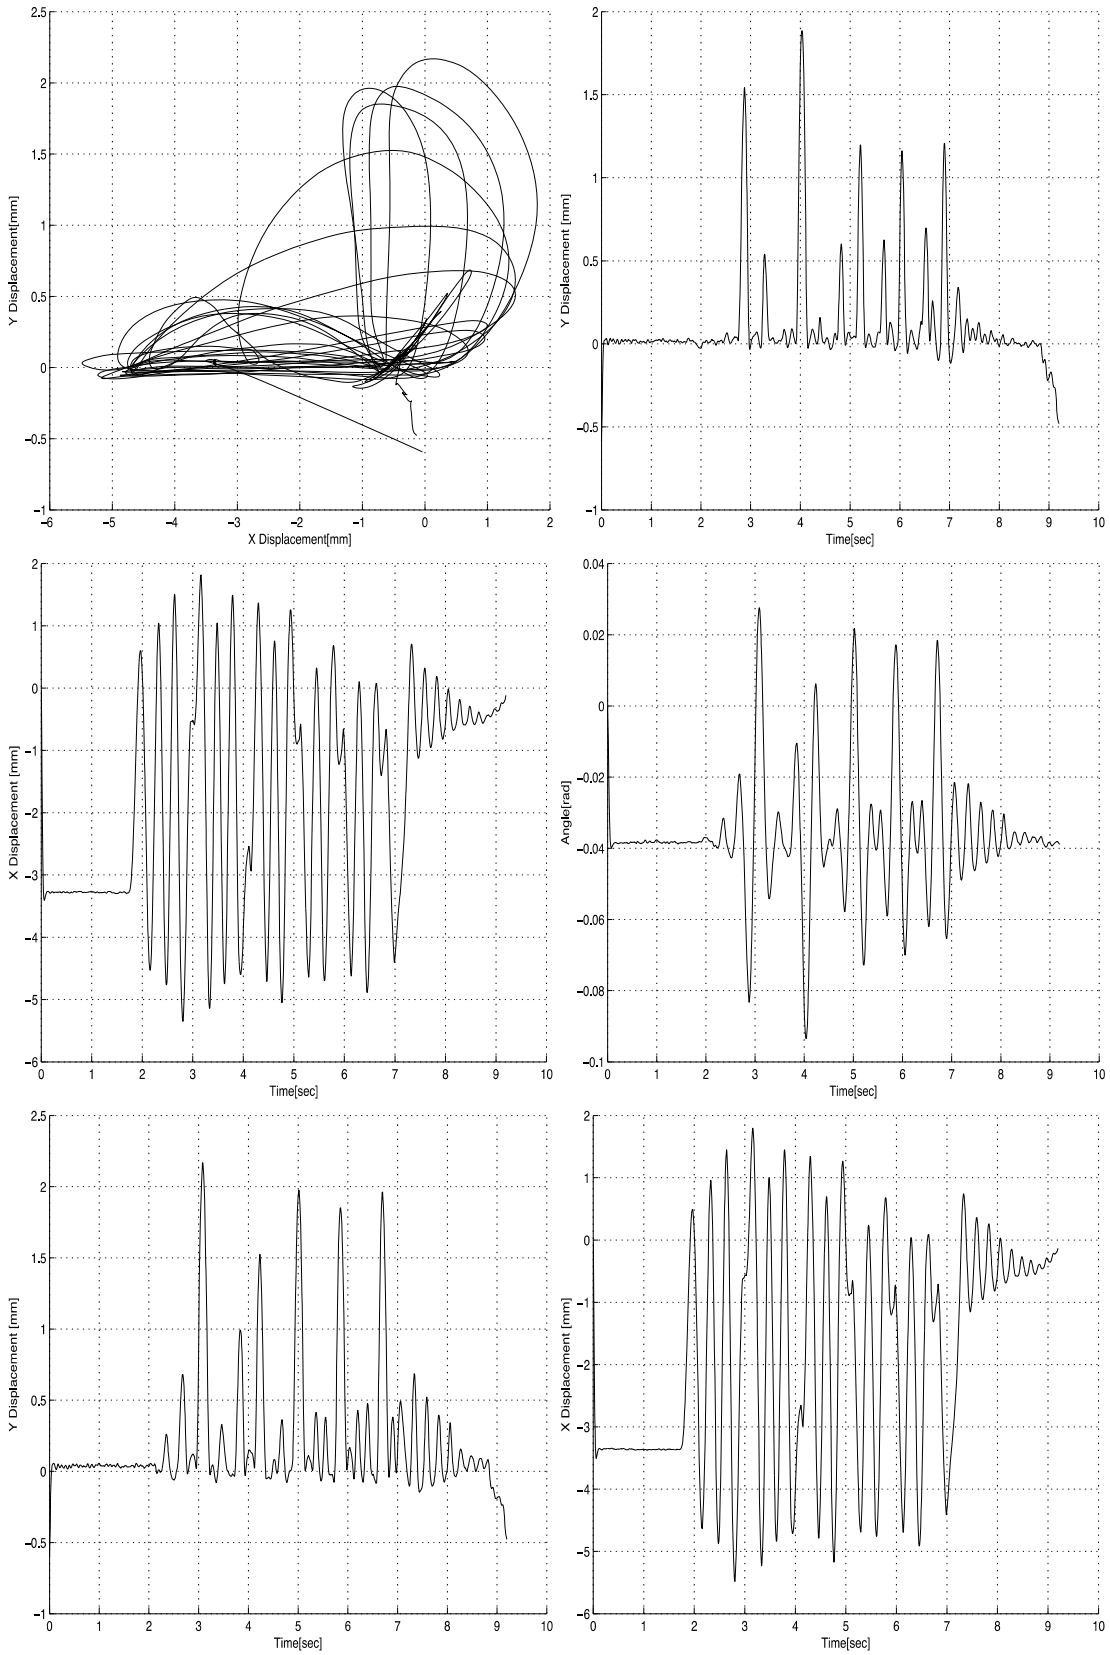 2.5
2
1.5
1
0.5
0
−0.5
−1
Y Displacement[mm]
−6 −5 −4 −3 −2 −1 0 1 2
X Displacement[mm]
2
1.5
1
0.5
0
−0.5
−1
Y Displacement [mm]
0 1 2 3 4 5 6 7 8 9 10
Time[sec]
2
1
0
−1
−2
−3
−4
−5
−6
X Displacement [mm]
0 1 2 3 4 5 6 7 8 9 10
Time[sec]
0.04
0.02
0
−0.02
−0.04
−0.06
−0.08
−0.1
Angle[rad]
0 1 2 3 4 5 6 7 8 9 10
Time[sec]
2.5
2
1.5
1
0.5
0
−0.5
−1
Y Displacement [mm]
0 1 2 3 4 5 6 7 8 9 10
Time[sec]
2
1
0
−1
−2
−3
−4
−5
−6
X Displacement [mm]
0 1 2 3 4 5 6 7 8 9 10
Time[sec]